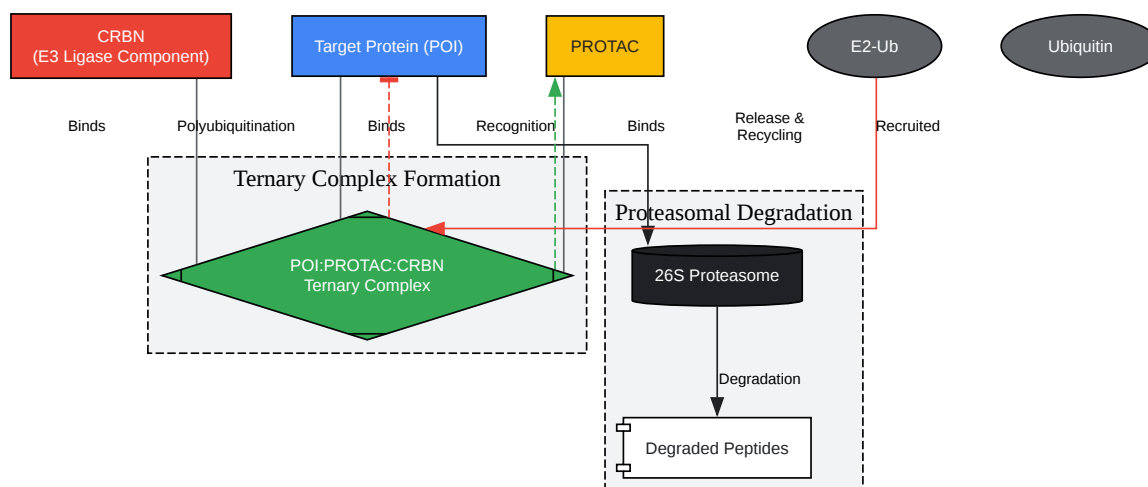 CRBN
(E3 Ligase Component)
Target Protein (POI)
PROTAC
E2-Ub
Ubiquitin
Binds
Polyubiquitination
Binds
Recognition
Binds
Release &
Recycling
Recruited
Ternary Complex Formation
Proteasomal Degradation
POI:PROTAC:CRBN
Ternary Complex
26S Proteasome
Degradation
Degraded Peptides